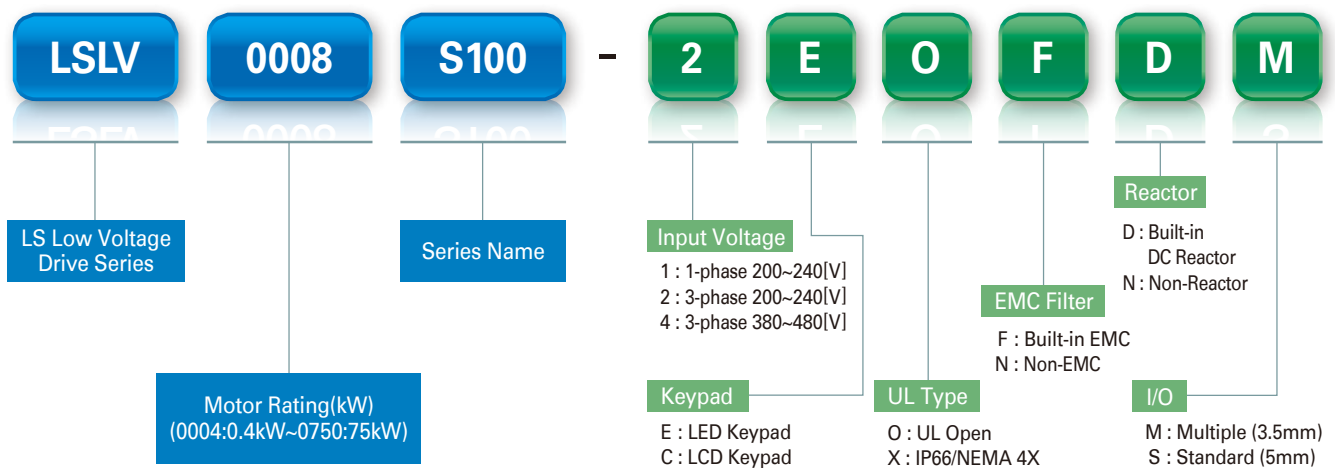 LSLV 0008 S100 - 2 E O F D M
LS Low Voltage
Drive Series
Motor Rating(kW)
(0004:0.4kW~0750:75kW)
Series Name
Input Voltage
1 : 1-phase 200~240[V]
2 : 3-phase 200~240[V]
4 : 3-phase 380~480[V]
Keypad
E : LED Keypad
C : LCD Keypad
UL Type
O : UL Open
X : IP66/NEMA 4X
EMC Filter
F : Built-in EMC
N : Non-EMC
Reactor
D : Built-in
DC Reactor
N : Non-Reactor
I/O
M : Multiple (3.5mm)
S : Standard (5mm)